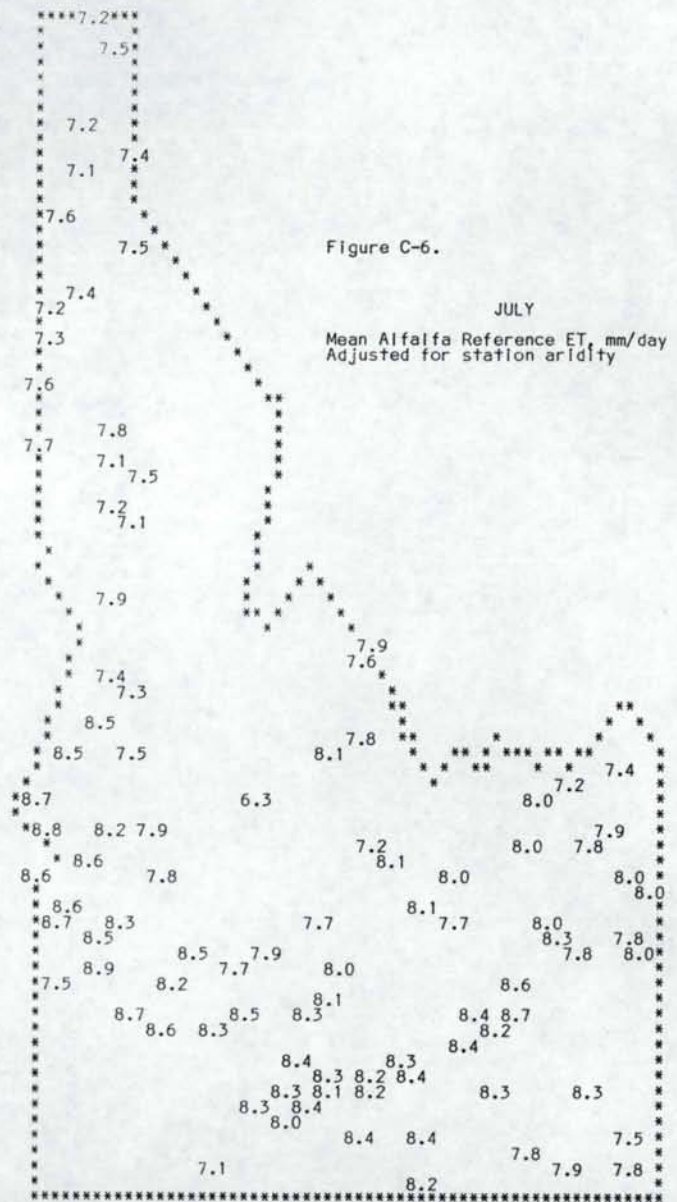 7.2
7.5
7.2
7.4
7.1
7.6
7.5
Figure C-6.
7.4
7.2
JULY
7.3
Mean Alfalfa Reference ET, mm/day
Adjusted for station aridity
7.6
7.8
7.7
7.1
7.5
7.2
7.1
7.9
7.9
7.6
7.4
7.3
8.5
7.8
8.5 7.5 8.1
7.4
7.2
8.7 6.3 8.0
8.8 8.2 7.9 7.9
7.2 8.0 7.8
8.6 8.1
8.6 7.8 8.0 8.0
8.0
8.6 8.1
8.7 8.3 7.7 7.7 8.0
8.5 8.3 7.8
8.5 7.9 7.8 8.0
8.9 7.7 8.0
7.5 8.2 8.6
8.1
8.7 8.5 8.3 8.4 8.7
8.6 8.3 8.2
8.4
8.4 8.3
8.3 8.2 8.4
8.3 8.1 8.2 8.3 8.3
8.3 8.4
8.0
8.4 8.4 7.5
7.8
7.1 7.9 7.8
8.2